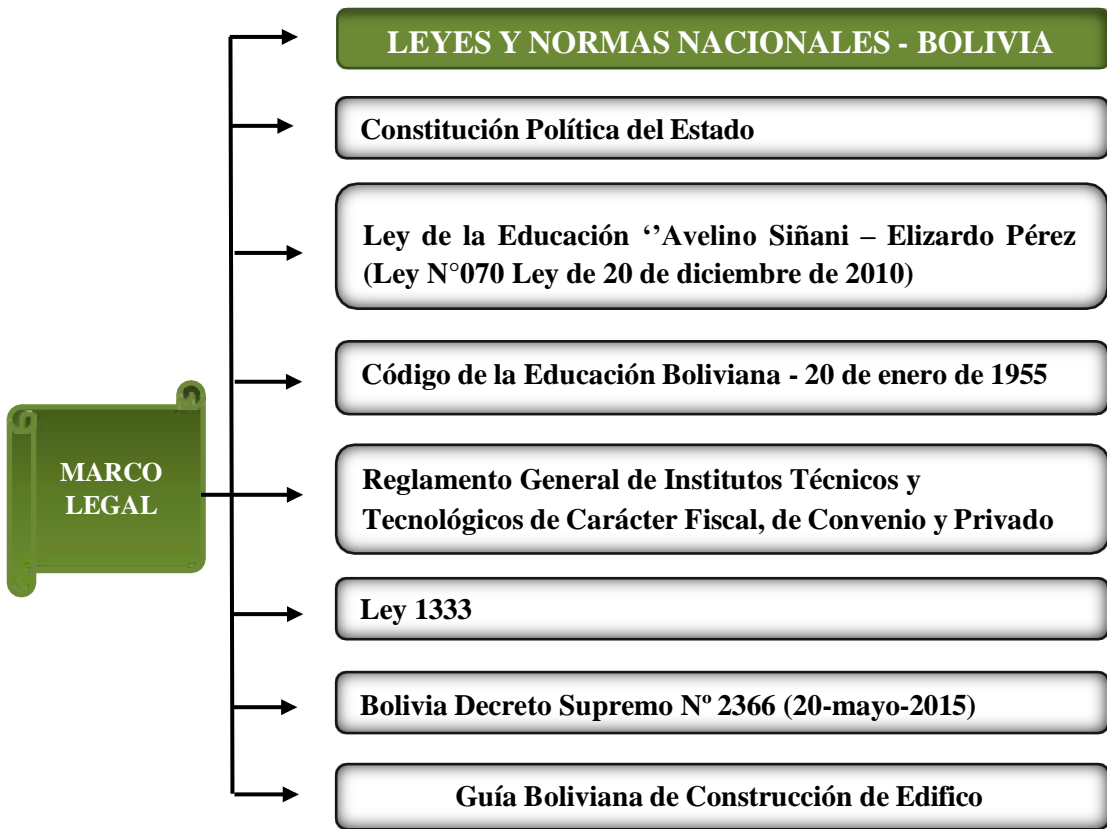 LEYES Y NORMAS NACIONALES - BOLIVIA
Constitución Política del Estado
Ley de la Educación ‘’Avelino Siñani – Elizardo Pérez
(Ley N°070 Ley de 20 de diciembre de 2010)
Código de la Educación Boliviana - 20 de enero de 1955
MARCO
LEGAL
Reglamento General de Institutos Técnicos y
Tecnológicos de Carácter Fiscal, de Convenio y Privado
Ley 1333
Bolivia Decreto Supremo Nº 2366 (20-mayo-2015)
Guía Boliviana de Construcción de Edifico